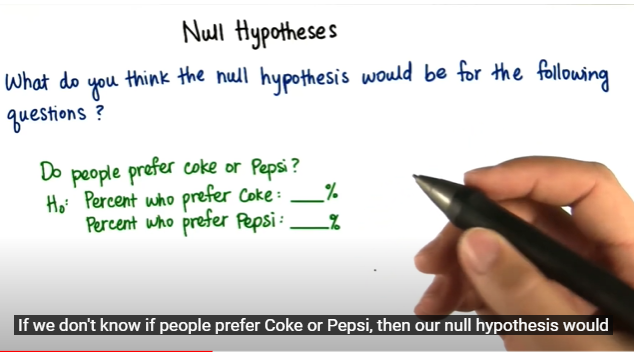 Null Hypotheses
What do you think the null hypothesis would be for the following
questions?
Do people prefer coke or Pepsi?
H₀: Percent who prefer Coke: ___%
Percent who prefer Pepsi: ___%
If we don't know if people prefer Coke or Pepsi, then our null hypothesis would